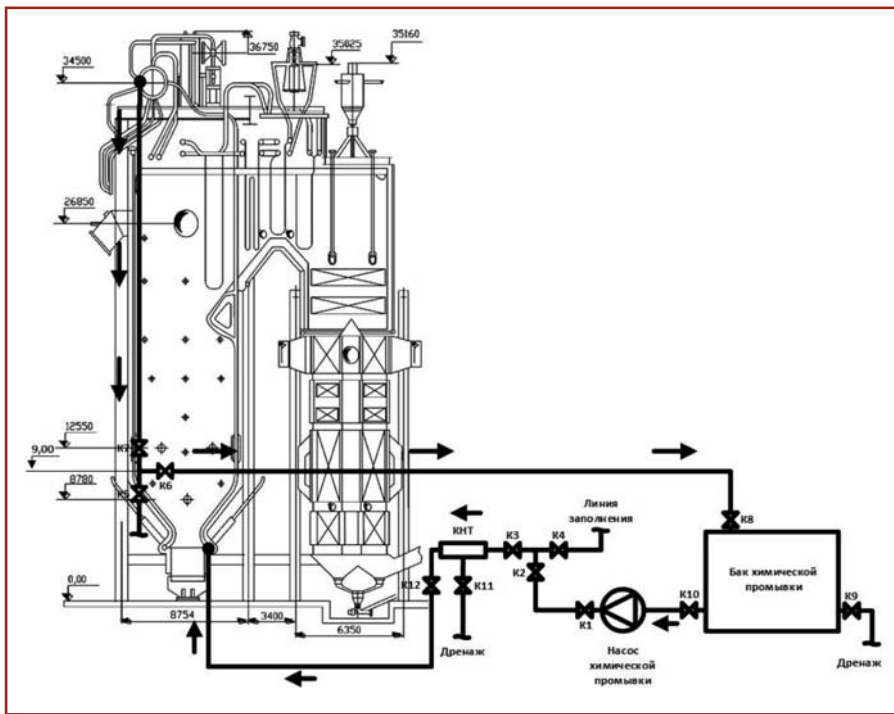 36750
35025
35160
34500
26850
12550
9,00
8780
К7
К6
К5
К8
Линия
заполнения
КНТ
К3
К4
К2
К12
К11
Бак химической
промывки
К10
К9
К1
0,00
8754
3400
6350
Дренаж
Насос
химической
промывки
Дренаж